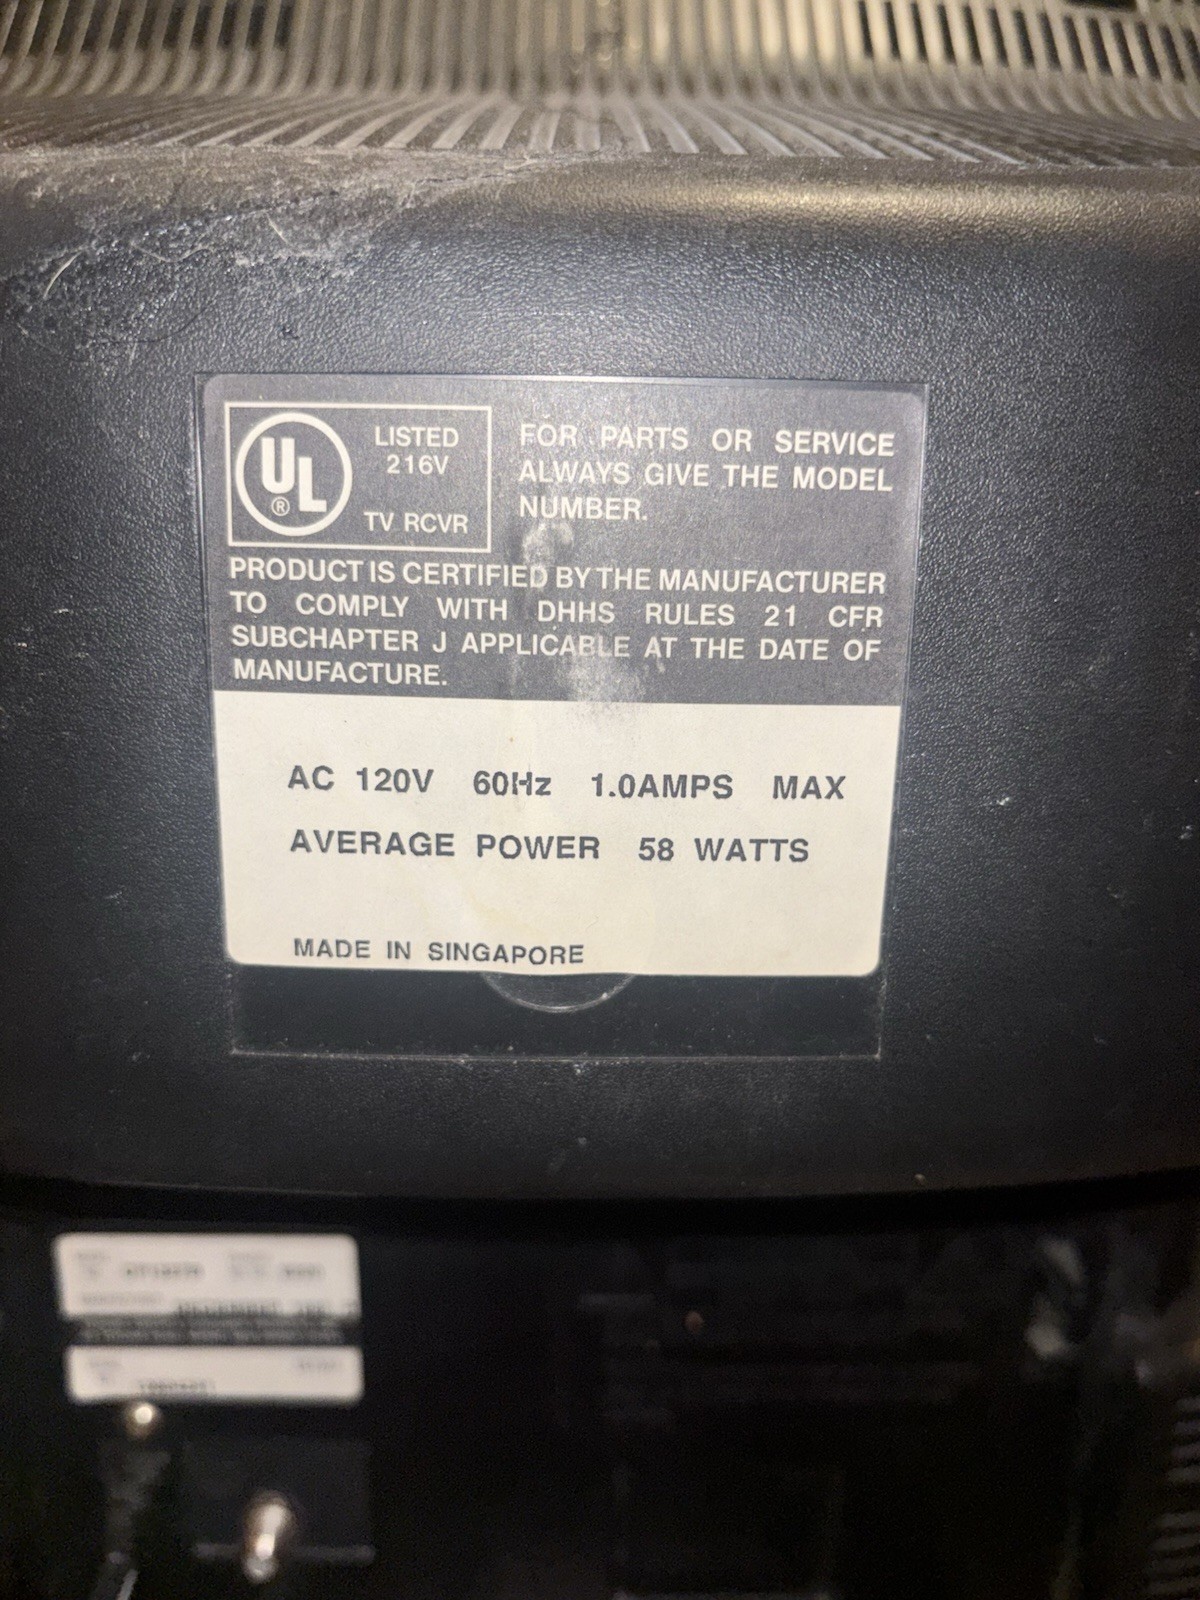 UL
®
LISTED
216V
TV RCVR
FOR PARTS OR SERVICE
ALWAYS GIVE THE MODEL
NUMBER.
PRODUCT IS CERTIFIED BY THE MANUFACTURER
TO COMPLY WITH DHHS RULES 21 CFR
SUBCHAPTER J APPLICABLE AT THE DATE OF
MANUFACTURE.
AC 120V 60Hz 1.0AMPS MAX
AVERAGE POWER 58 WATTS
MADE IN SINGAPORE